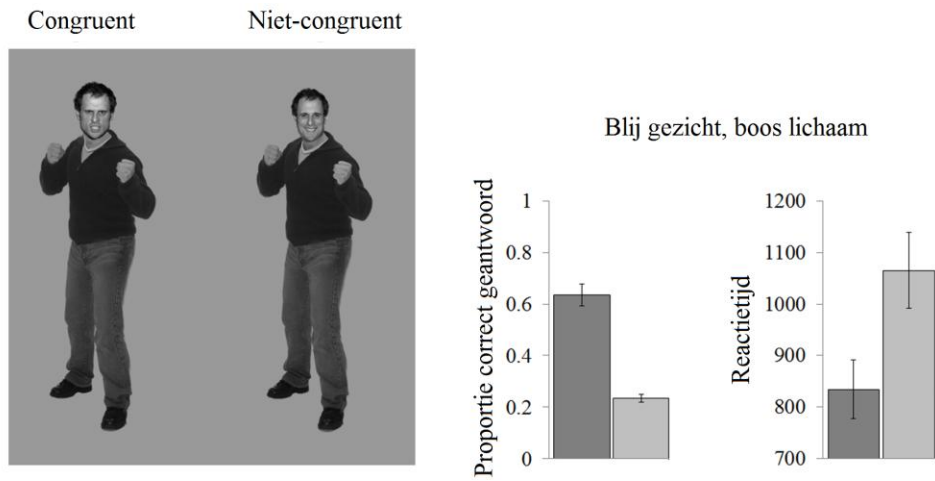 Congruent
Niet-congruent
Blij gezicht, boos lichaam
Proportie correct geantwoord
1
0.8
0.6
0.4
0.2
0
Reactietijd
1200
1100
1000
900
800
700